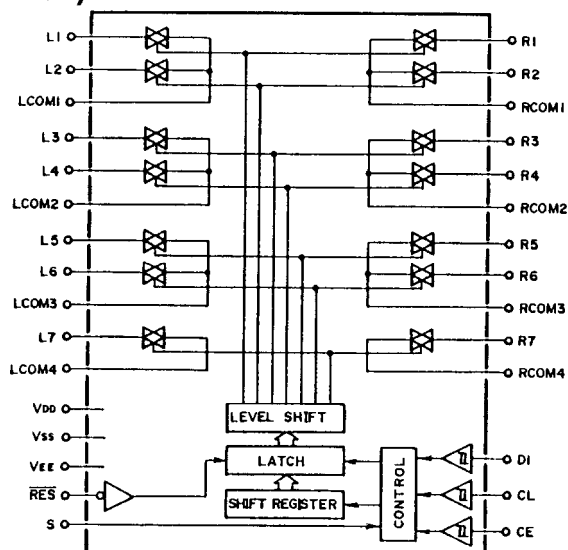 L1
R1
L2
R2
LCOM1
RCOM1
L3
R3
L4
R4
LCOM2
RCOM2
L5
R5
L6
R6
LCOM3
RCOM3
L7
R7
LCOM4
RCOM4
VDD
LEVEL SHIFT
VSS
VEE
LATCH
DI
RES
SHIFT REGISTER
CONTROL
CL
S
CE